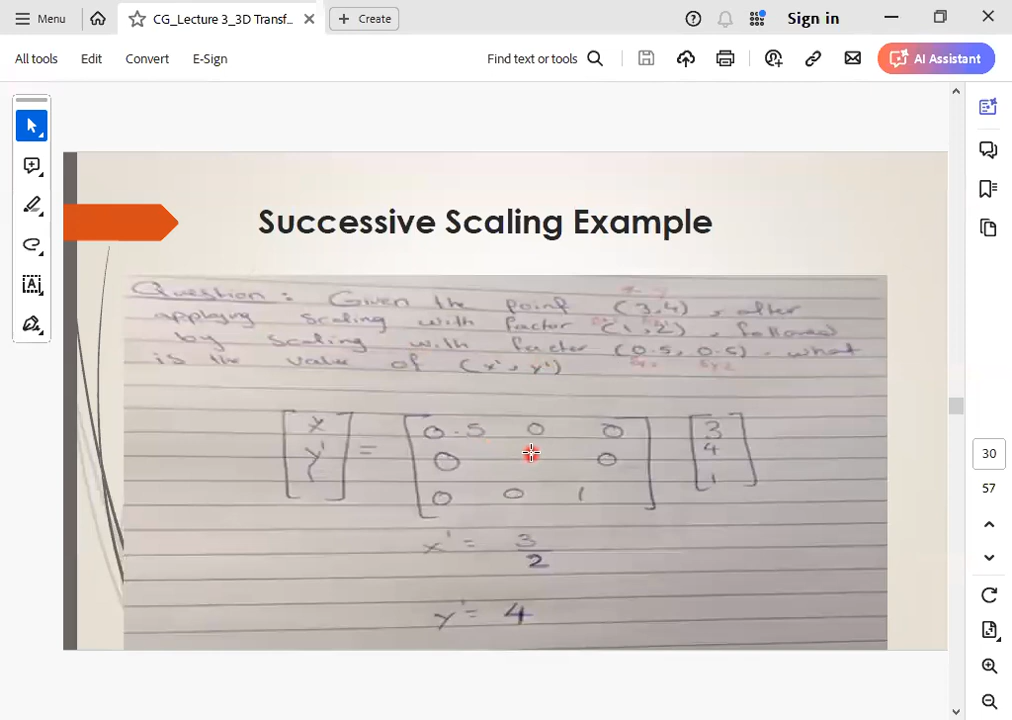 Menu
CG_Lecture 3_3D Transf...
Create
Sign in
All tools
Edit
Convert
E-Sign
Find text or tools
AI Assistant
Successive Scaling Example
Question: Given the point (3,4), after
applying scaling with factor (1,2), followed
by scaling with factor (0.5, 0.5). what
is the value of (x', y')
x 0.5 0 0 3
y' = 0 0 4
1 0 0 1 1
x' = 3
2
y' = 4
30
57